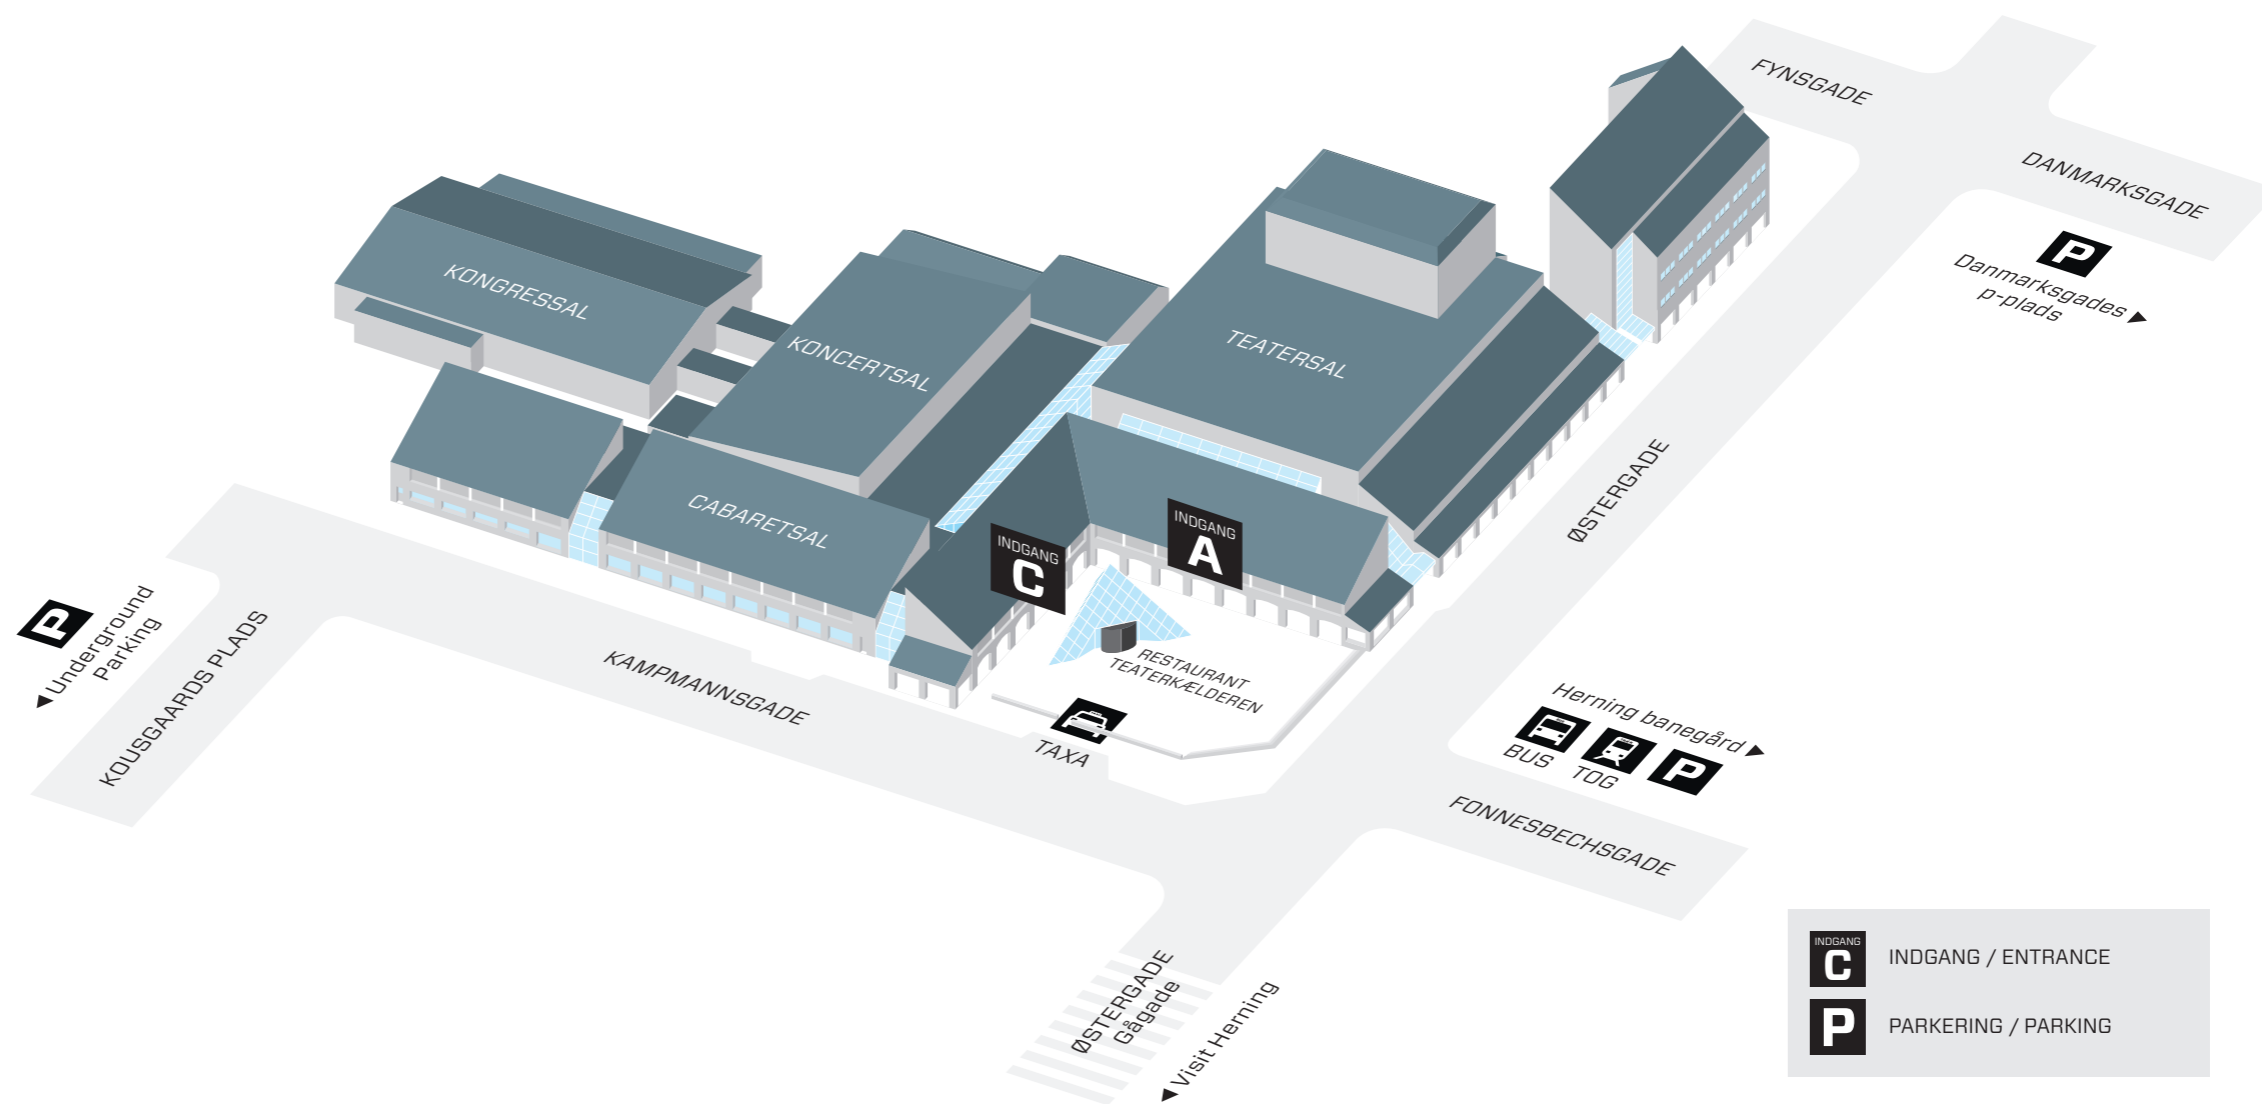 FYNSGADE
DANMARKSGADE
P
Danmarksgades
p-plads
KONGRESSAL
KONCERTSAL
TEATERSAL
CABARETSAL
INDGANG
C
INDGANG
A
ØSTERGADE
P
Underground
Parking
KOUSGAARDS PLADS
KAMPMANNSGADE
RESTAURANT
TEATERKÆLDEREN
TAXA
Herning banegård
BUS
TOG
P
FONNESBECHSGADE
ØSTERGADE
Gågade
Visit Herning
INDGANG
C
INDGANG / ENTRANCE
P
PARKERING / PARKING